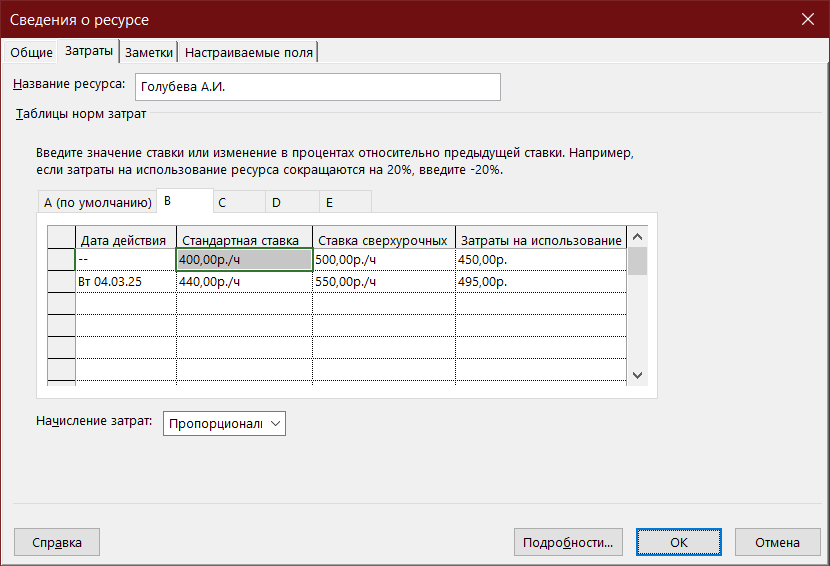 Сведения о ресурсе
Общие Затраты Заметки Настраиваемые поля
Название ресурса: Голубева А.И.
Таблицы норм затрат
Введите значение ставки или изменение в процентах относительно предыдущей ставки. Например,
если затраты на использование ресурса сокращаются на 20%, введите -20%.
A (по умолчанию) B C D E
Дата действия Стандартная ставка Ставка сверхурочных Затраты на использование
-- 400,00р./ч 500,00р./ч 450,00р.
Вт 04.03.25 440,00р./ч 550,00р./ч 495,00р.
Начисление затрат: Пропорционалі
Справка Подробности... ОК Отмена